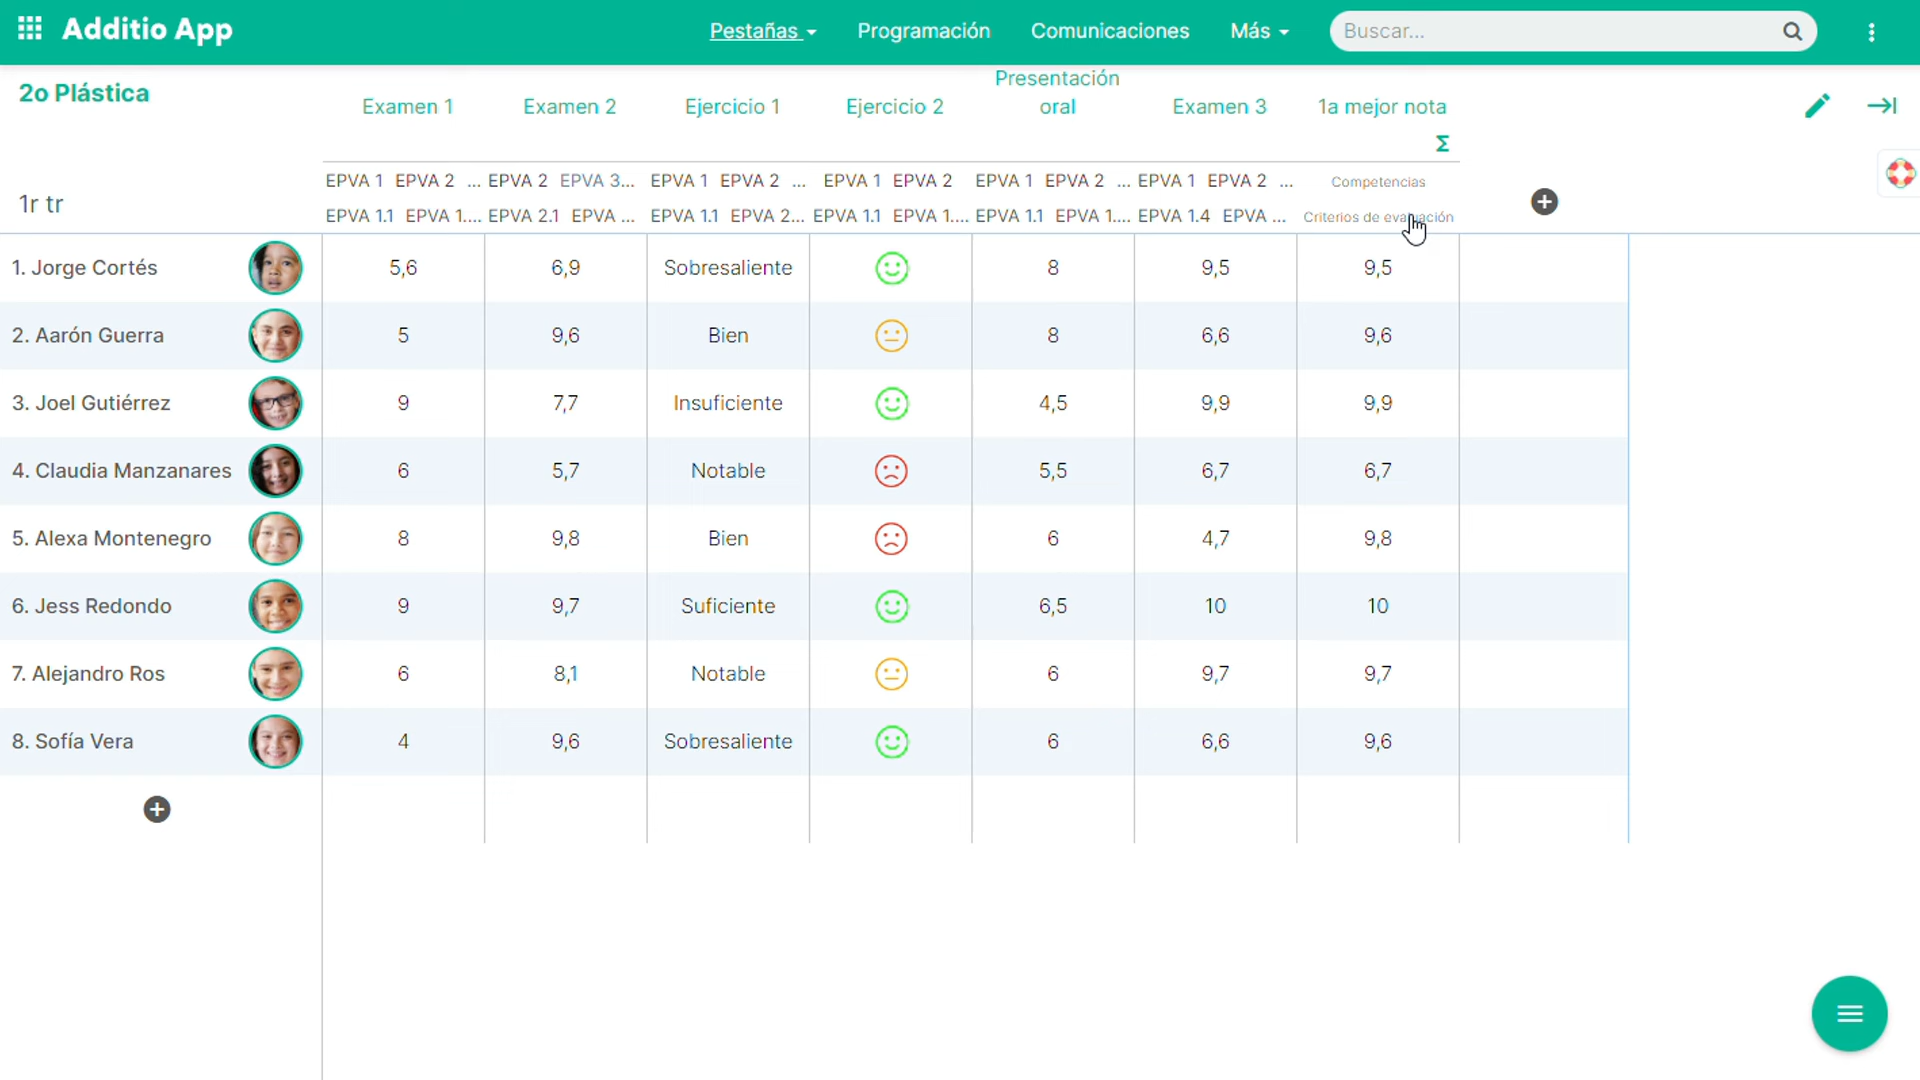 Additio App
Pestañas
Programación
Comunicaciones
Más
Buscar...
2o Plástica
Examen 1
Examen 2
Ejercicio 1
Ejercicio 2
Presentación
oral
Examen 3
1a mejor nota
Σ
1r tr
EPVA 1 EPVA 2 ... EPVA 2 EPVA 3... EPVA 1 EPVA 2 ... EPVA 1 EPVA 2 EPVA 1 EPVA 2 ... EPVA 1 EPVA 2 ... Competencias
EPVA 1.1 EPVA 1.... EPVA 2.1 EPVA ... EPVA 1.1 EPVA 2... EPVA 1.1 EPVA 1.... EPVA 1.1 EPVA 1.... EPVA 1.4 EPVA ... Criterios de evaluación
1. Jorge Cortés 5,6 6,9 Sobresaliente 8 9,5 9,5
2. Aarón Guerra 5 9,6 Bien 8 6,6 9,6
3. Joel Gutiérrez 9 7,7 Insuficiente 4,5 9,9 9,9
4. Claudia Manzanares 6 5,7 Notable 5,5 6,7 6,7
5. Alexa Montenegro 8 9,8 Bien 6 4,7 9,8
6. Jess Redondo 9 9,7 Suficiente 6,5 10 10
7. Alejandro Ros 6 8,1 Notable 6 9,7 9,7
8. Sofía Vera 4 9,6 Sobresaliente 6 6,6 9,6